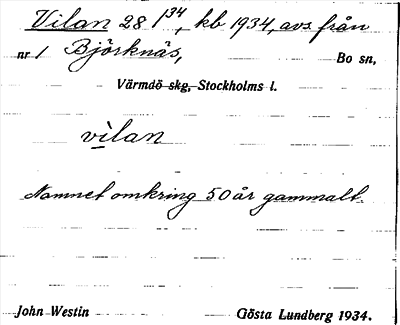 Vilan 28 1³⁴, kb 1934, avs. från
nr 1 Björknäs, Bo sn,
Värmdö skg, Stockholms l.
vilan
Namnet omkring 50 år gammalt.
John Westin Gösta Lundberg 1934.